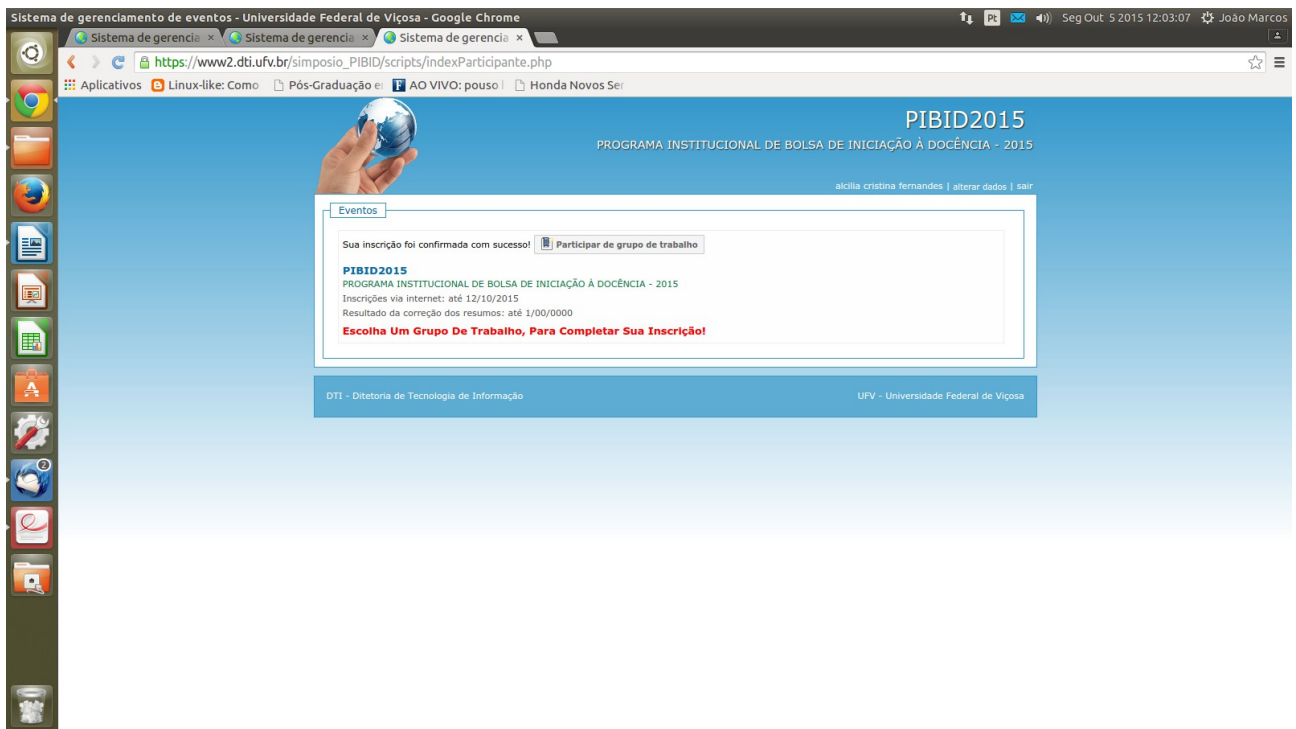 Sistema de gerenciamento de eventos - Universidade Federal de Viçosa - Google Chrome
Pt
Seg Out 5 2015 12:03:07
João Marcos
Sistema de gerencia × Sistema de gerencia × Sistema de gerencia ×
https://www2.dti.ufv.br/simposio_PIBID/scripts/indexParticipante.php
Aplicativos Linux-like: Como Pós-Graduação e AO VIVO: pouso Honda Novos Ser
PIBID2015
PROGRAMA INSTITUCIONAL DE BOLSA DE INICIAÇÃO À DOCÊNCIA - 2015
alcilia cristina fernandes | alterar dados | sair
Eventos
Sua inscrição foi confirmada com sucesso! Participar de grupo de trabalho
PIBID2015
PROGRAMA INSTITUCIONAL DE BOLSA DE INICIAÇÃO À DOCÊNCIA - 2015
Inscrições via internet: até 12/10/2015
Resultado da correção dos resumos: até 1/00/0000
Escolha Um Grupo De Trabalho, Para Completar Sua Inscrição!
DTI - Ditetoria de Tecnologia de Informação
UFV - Universidade Federal de Viçosa
2